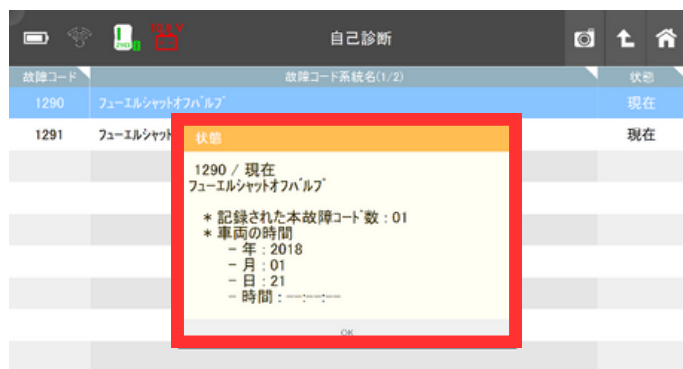 自己診断
故障コード 故障コード系統名(1/2) 状態
1290 フューエルシャットオフバルブ 現在
1291 フューエルシャット 現在
状態
1290 / 現在
フューエルシャットオフバルブ
* 記録された本故障コード数 : 01
* 車両の時間
- 年 : 2018
- 月 : 01
- 日 : 21
- 時間 : --:--:--
OK